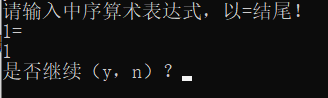 请输入中序算术表达式，以=结尾！
1=
1
是否继续（y，n）？